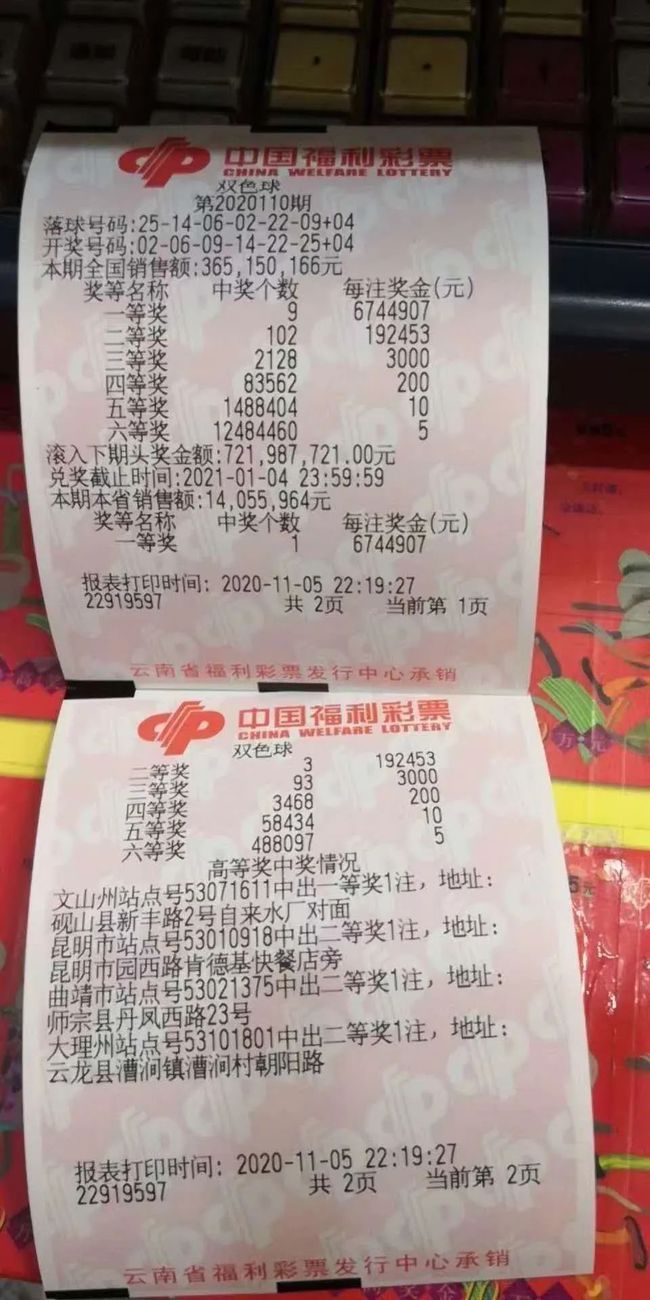 中国福利彩票
CHINA WELFARE LOTTERY
双色球
第2020110期
落球号码:25-14-06-02-22-09+04
开奖号码:02-06-09-14-22-25+04
本期全国销售额:365,150,166元
奖等名称 中奖个数 每注奖金(元)
一等奖 9 6744907
二等奖 102 192453
三等奖 2128 3000
四等奖 83562 200
五等奖 1488404 10
六等奖 12484460 5
滚入下期头奖金额:721,987,721.00元
兑奖截止时间:2021-01-04 23:59:59
本期本省销售额:14,055,964元
奖等名称 中奖个数 每注奖金(元)
一等奖 1 6744907
报表打印时间: 2020-11-05 22:19:27
22919597 共 2页 当前第 1页
云南省福利彩票发行中心承销
中国福利彩票
CHINA WELFARE LOTTERY
双色球
二等奖 3 192453
三等奖 93 3000
四等奖 3468 200
五等奖 58434 10
六等奖 488097 5
高等奖中奖情况
文山州站点号53071611中出一等奖1注，地址:
砚山县新丰路2号自来水厂对面
昆明市站点号53010918中出二等奖1注，地址:
昆明市园西路肯德基快餐店旁
曲靖市站点号53021375中出二等奖1注，地址:
师宗县丹凤西路23号
大理州站点号53101801中出二等奖1注，地址:
云龙县漕涧镇漕涧村朝阳路
报表打印时间: 2020-11-05 22:19:27
22919597 共 2页 当前第 2页
云南省福利彩票发行中心承销